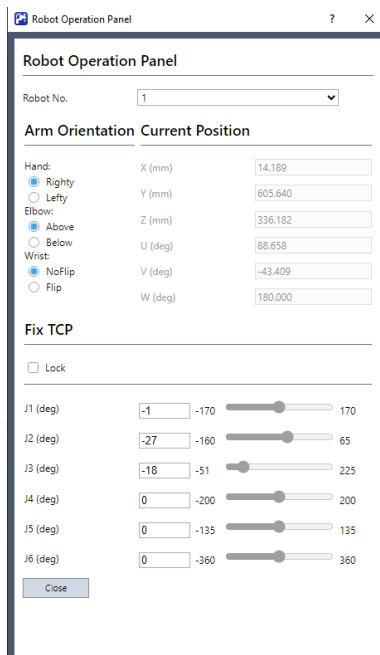 Robot Operation Panel ? ×
Robot Operation Panel
Robot No. 1
Arm Orientation Current Position
Hand:
Righty
Lefty
Elbow:
Above
Below
Wrist:
NoFlip
Flip
X (mm) 14.189
Y (mm) 605.640
Z (mm) 336.182
U (deg) 88.658
V (deg) -43.409
W (deg) 180.000
Fix TCP
Lock
J1 (deg) -1 -170 170
J2 (deg) -27 -160 65
J3 (deg) -18 -51 225
J4 (deg) 0 -200 200
J5 (deg) 0 -135 135
J6 (deg) 0 -360 360
Close